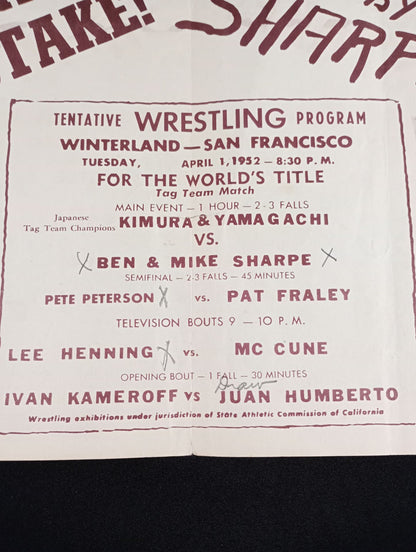 TAKE!
SHARP
TENTATIVE WRESTLING PROGRAM
WINTERLAND — SAN FRANCISCO
TUESDAY, APRIL 1, 1952 — 8:30 P. M.
FOR THE WORLD'S TITLE
Tag Team Match
MAIN EVENT — 1 HOUR — 2-3 FALLS
Japanese
Tag Team Champions KIMURA & YAMAGACHI
VS.
X BEN & MIKE SHARPE X
SEMIFINAL — 2-3 FALLS — 45 MINUTES
PETE PETERSON X vs. PAT FRALEY
TELEVISION BOUTS 9 — 10 P. M.
LEE HENNING X vs. MC CUNE
OPENING BOUT — 1 FALL — 30 MINUTES
Draw
IVAN KAMEROFF VS JUAN HUMBERTO
Wrestling exhibitions under jurisdiction of State Athletic Commission of California